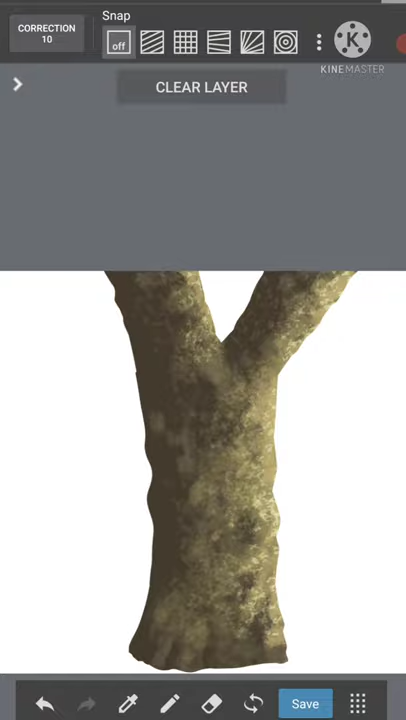 Snap
CORRECTION
10
off
KINEMASTER
K
CLEAR LAYER
Save